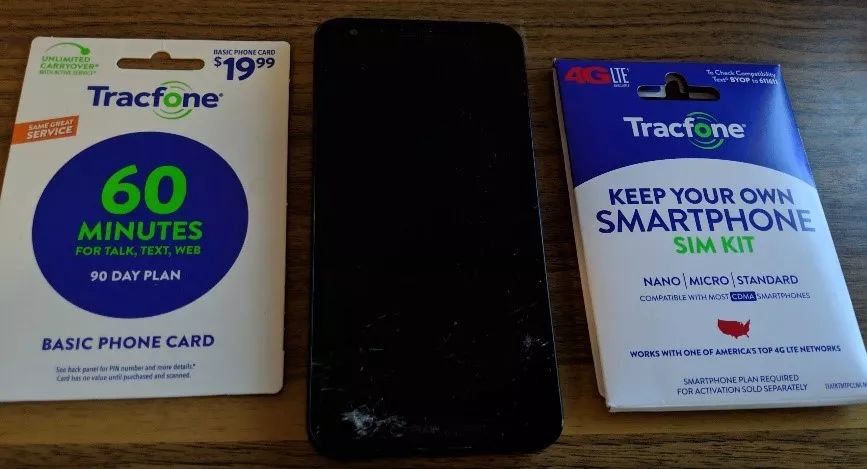 UNLIMITED
CARRYOVER*
WITH ACTIVE SERVICE*
BASIC PHONE CARD
$19.99
Tracfone
SAME GREAT
SERVICE
60
MINUTES
FOR TALK, TEXT, WEB
90 DAY PLAN
BASIC PHONE CARD
See back panel for PIN number and more details.*
Card has no value until purchased and scanned.
4G LTE
To Check Compatibility
Text BYOP to 611611
Tracfone
KEEP YOUR OWN
SMARTPHONE
SIM KIT
NANO | MICRO | STANDARD
COMPATIBLE WITH MOST CDMA SMARTPHONES
WORKS WITH ONE OF AMERICA'S TOP 4G LTE NETWORKS
SMARTPHONE PLAN REQUIRED
FOR ACTIVATION SOLD SEPARATELY